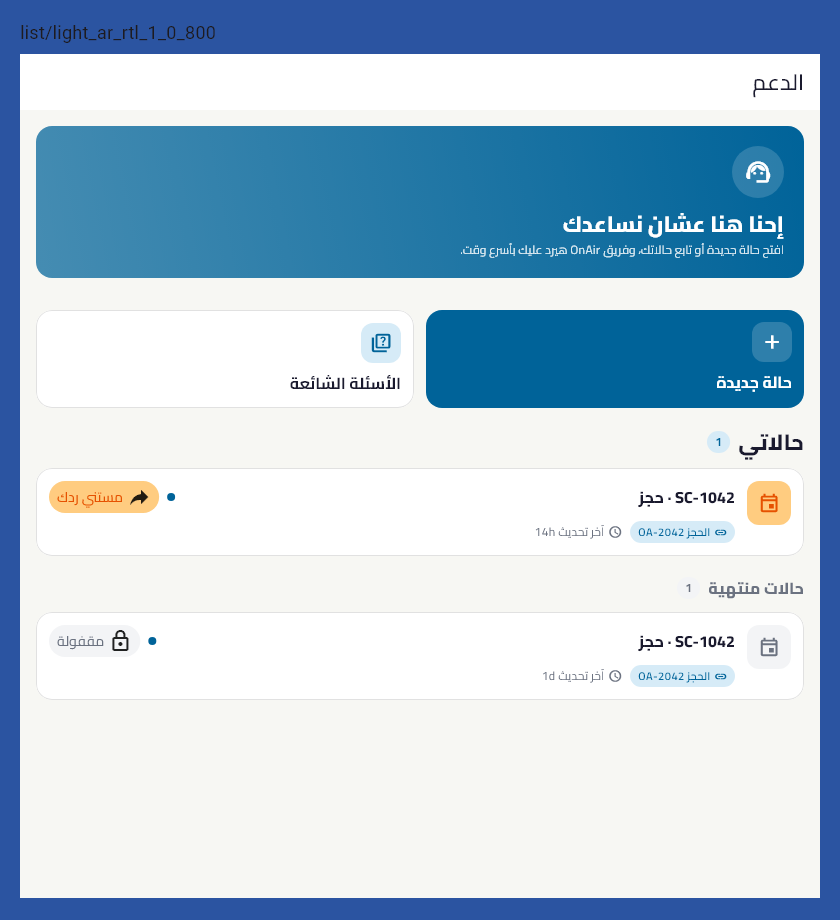 list/light_ar_rtl_1_0_800
الدعم
إحنا هنا عشان نساعدك
افتح حالة جديدة أو تابع حالاتك، وفريق OnAir هيرد عليك بأسرع وقت.
حالة جديدة
الأسئلة الشائعة
حالاتي 1
SC-1042 · حجز
مستني ردك
الحجز OA-2042
آخر تحديث 14h
حالات منتهية 1
SC-1042 · حجز
مقفولة
الحجز OA-2042
آخر تحديث 1d